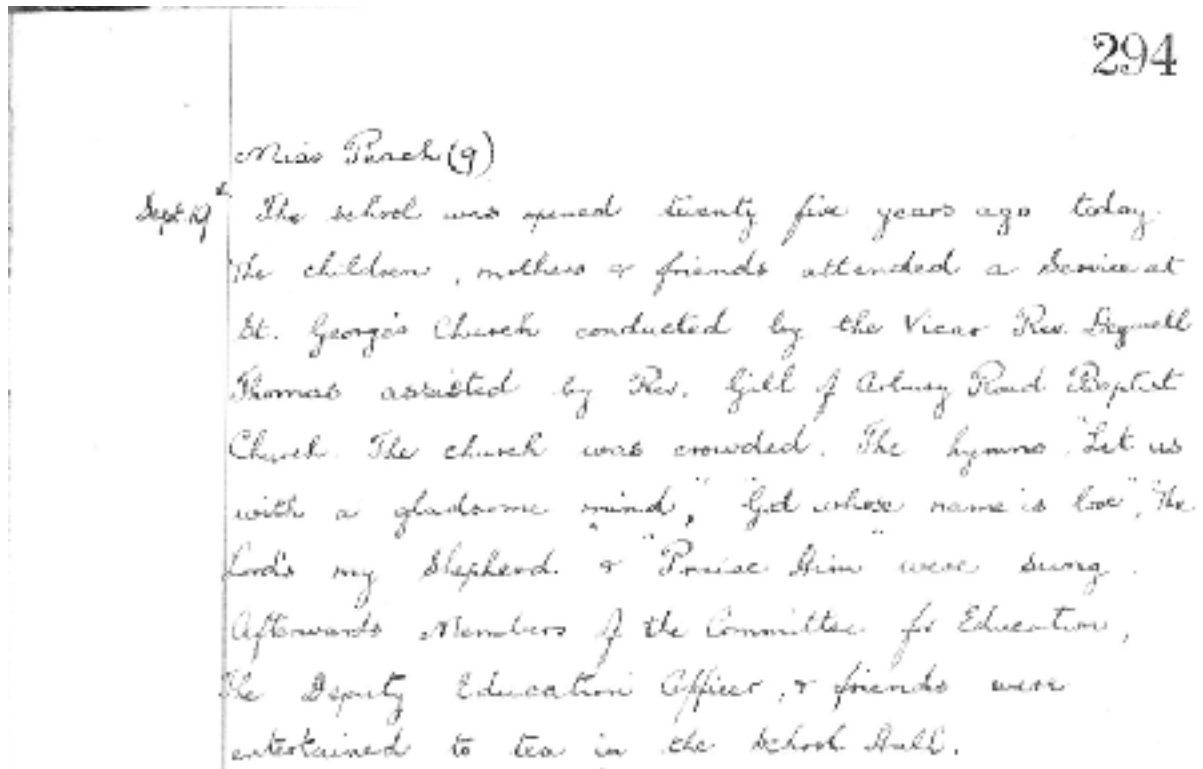 294
Miss Punch (9)
Sept 19th The school was opened twenty five years ago today.
The children, mothers & friends attended a Service at
St. George's Church conducted by the Vicar Rev.
Thomas assisted by Rev. Gill of Arbury Road Baptist
Church. The church was crowded. The hymns "Let us
with a gladsome mind", "God whose name is love", "The
Lord's my Shepherd" & "Praise Him" were sung.
Afterwards Members of the Committee for Education,
the Deputy Education Officer, & friends were
entertained to tea in the School Hall.